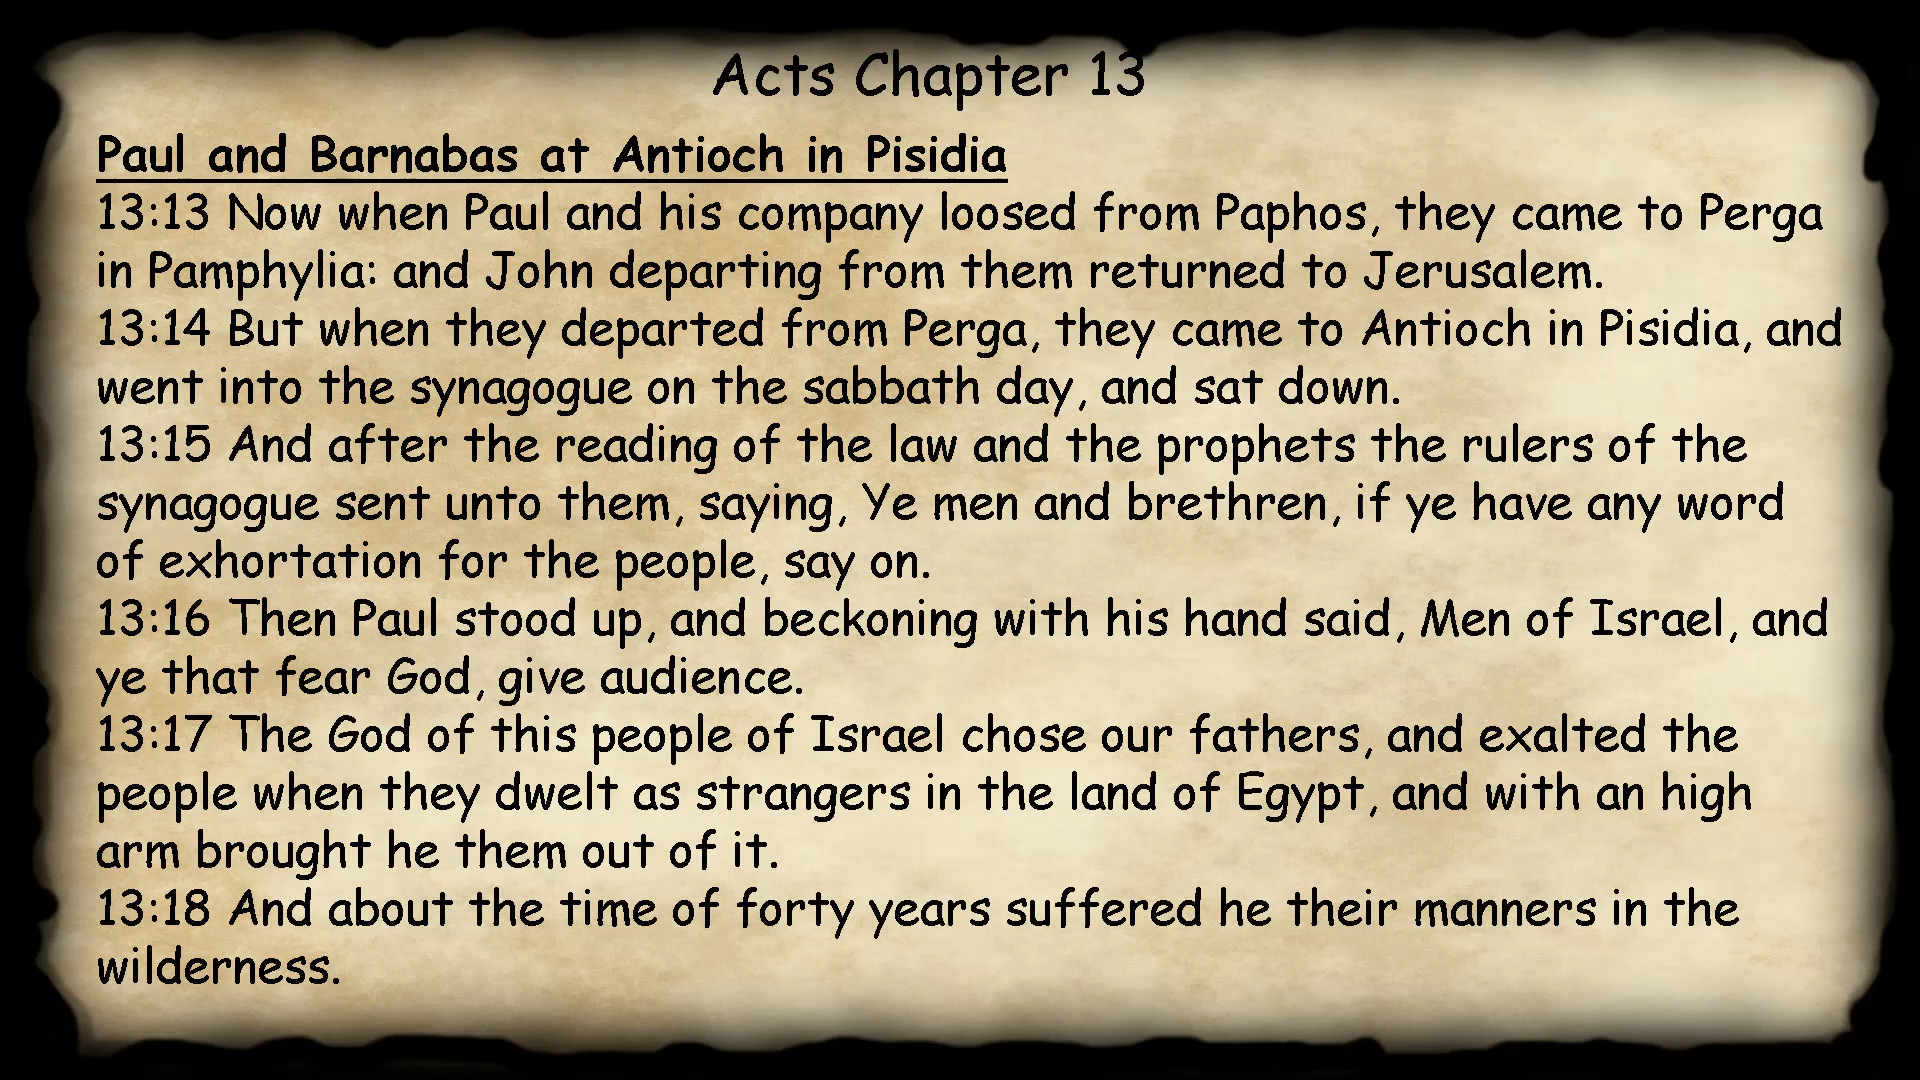 Acts Chapter 13
Paul and Barnabas at Antioch in Pisidia
13:13 Now when Paul and his company loosed from Paphos, they came to Perga
in Pamphylia: and John departing from them returned to Jerusalem.
13:14 But when they departed from Perga, they came to Antioch in Pisidia, and
went into the synagogue on the sabbath day, and sat down.
13:15 And after the reading of the law and the prophets the rulers of the
synagogue sent unto them, saying, Ye men and brethren, if ye have any word
of exhortation for the people, say on.
13:16 Then Paul stood up, and beckoning with his hand said, Men of Israel, and
ye that fear God, give audience.
13:17 The God of this people of Israel chose our fathers, and exalted the
people when they dwelt as strangers in the land of Egypt, and with an high
arm brought he them out of it.
13:18 And about the time of forty years suffered he their manners in the
wilderness.